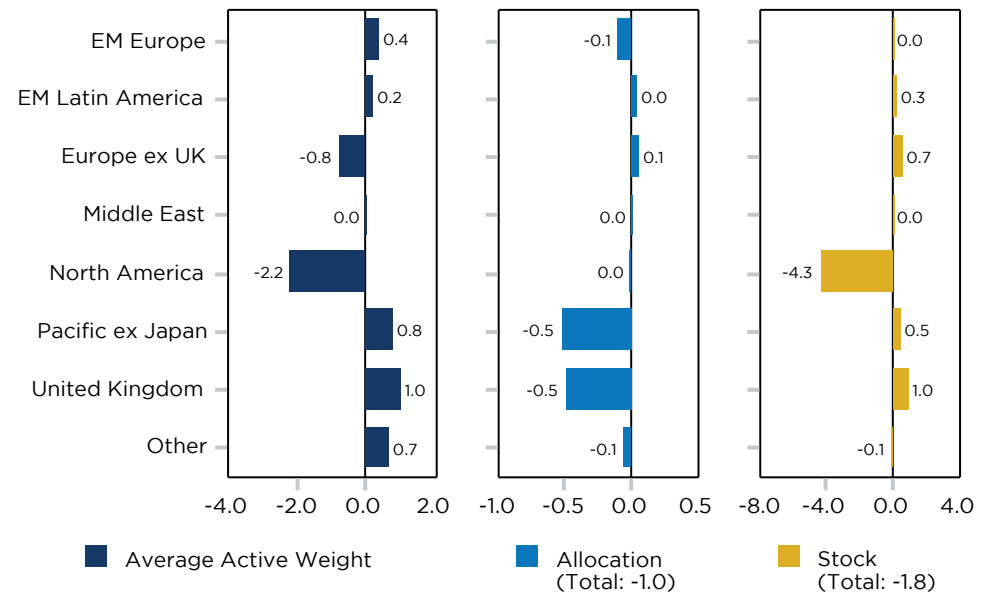 EM Europe 0.4 -0.1 0.0
EM Latin America 0.2 0.0 0.3
Europe ex UK -0.8 0.1 0.7
Middle East 0.0 0.0 0.0
North America -2.2 0.0 -4.3
Pacific ex Japan 0.8 -0.5 0.5
United Kingdom 1.0 -0.5 1.0
Other 0.7 -0.1 -0.1
-4.0 -2.0 0.0 2.0 -1.0 -0.5 0.0 0.5 -8.0 -4.0 0.0 4.0
Average Active Weight Allocation Stock
(Total: -1.0) (Total: -1.8)